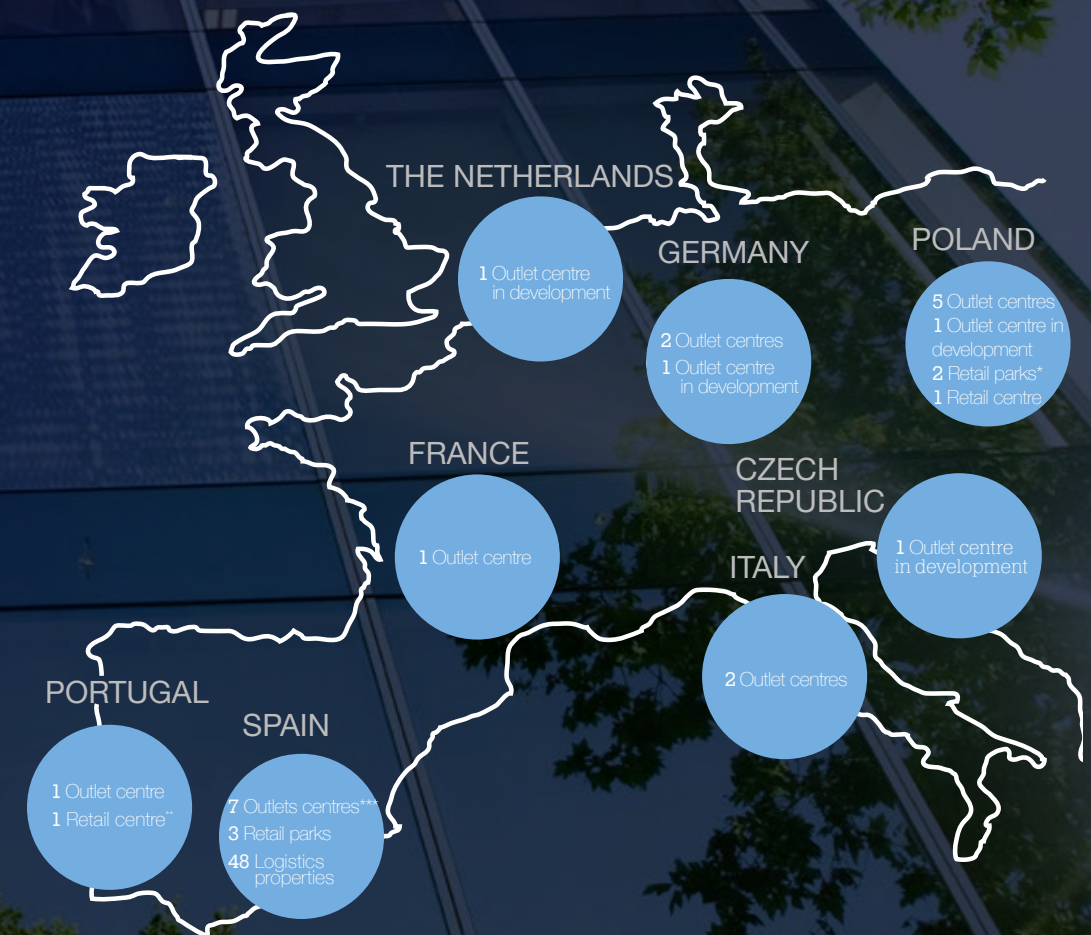 THE NETHERLANDS
1 Outlet centre
in development
GERMANY
2 Outlet centres
1 Outlet centre
in development
POLAND
5 Outlet centres
1 Outlet centre in
development
2 Retail parks*
1 Retail centre
FRANCE
1 Outlet centre
CZECH
REPUBLIC
1 Outlet centre
in development
ITALY
2 Outlet centres
PORTUGAL
1 Outlet centre
1 Retail centre**
SPAIN
7 Outlets centres***
3 Retail parks
48 Logistics
properties